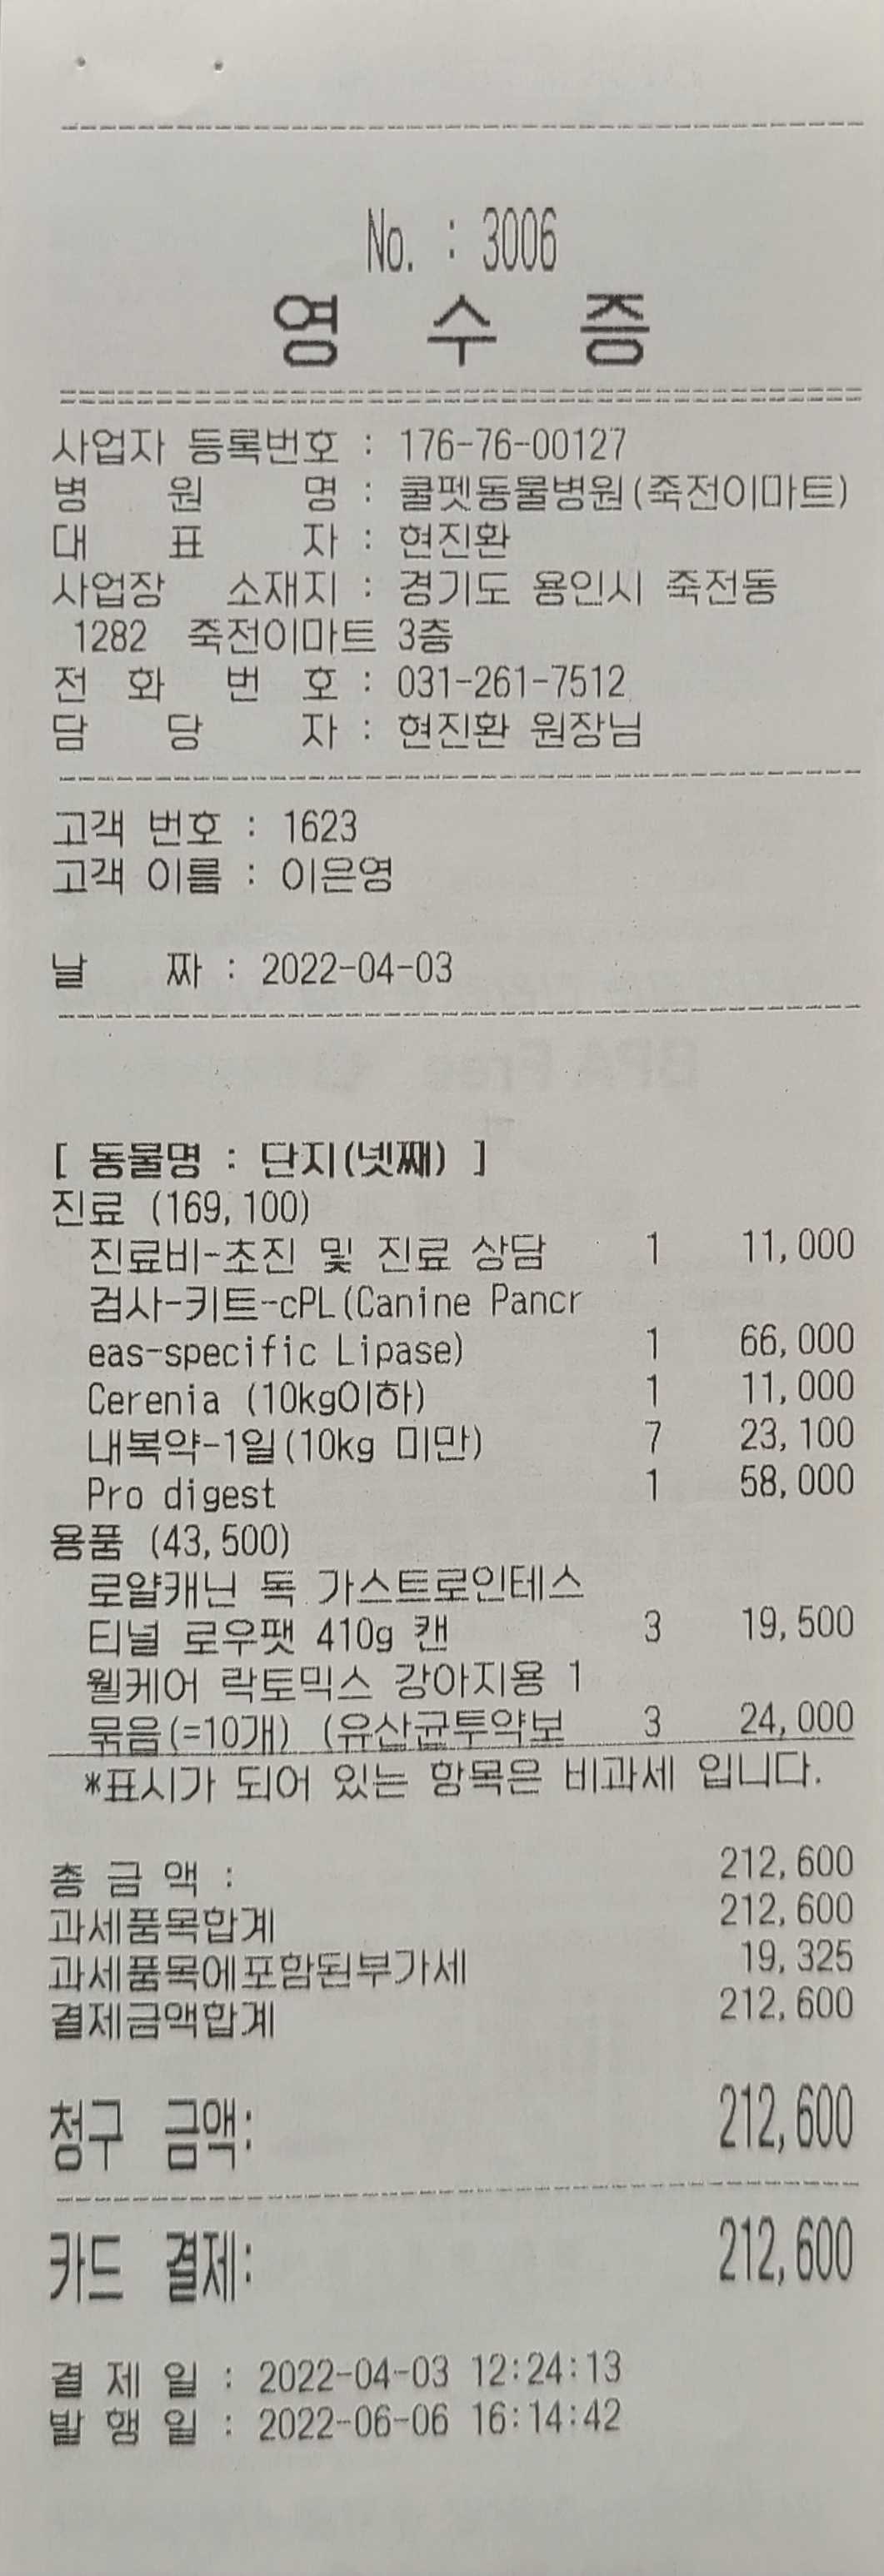 No. : 3006
영 수 증
사업자 등록번호 : 176-76-00127
병 원 명 : 쿨펫동물병원(죽전이마트)
대 표 자 : 현진환
사업장 소재지 : 경기도 용인시 죽전동
1282 죽전이마트 3층
전 화 번 호 : 031-261-7512
담 당 자 : 현진환 원장님
고객 번호 : 1623
고객 이름 : 이은영
날 짜 : 2022-04-03
[ 동물명 : 단지(넷째) ]
진료 (169,100)
진료비-초진 및 진료 상담 1 11,000
검사-키트-cPL(Canine Pancr
eas-specific Lipase) 1 66,000
Cerenia (10kg이하) 1 11,000
내복약-1일(10kg 미만) 7 23,100
Pro digest 1 58,000
용품 (43,500)
로얄캐닌 독 가스트로인테스
티널 로우팻 410g 캔 3 19,500
웰케어 락토믹스 강아지용 1
묶음(=10개) (유산균투약보 3 24,000
*표시가 되어 있는 항목은 비과세 입니다.
총 금 액 : 212,600
과세품목합계 212,600
과세품목에포함된부가세 19,325
결제금액합계 212,600
청구 금액: 212,600
카드 결제: 212,600
결 제 일 : 2022-04-03 12:24:13
발 행 일 : 2022-06-06 16:14:42